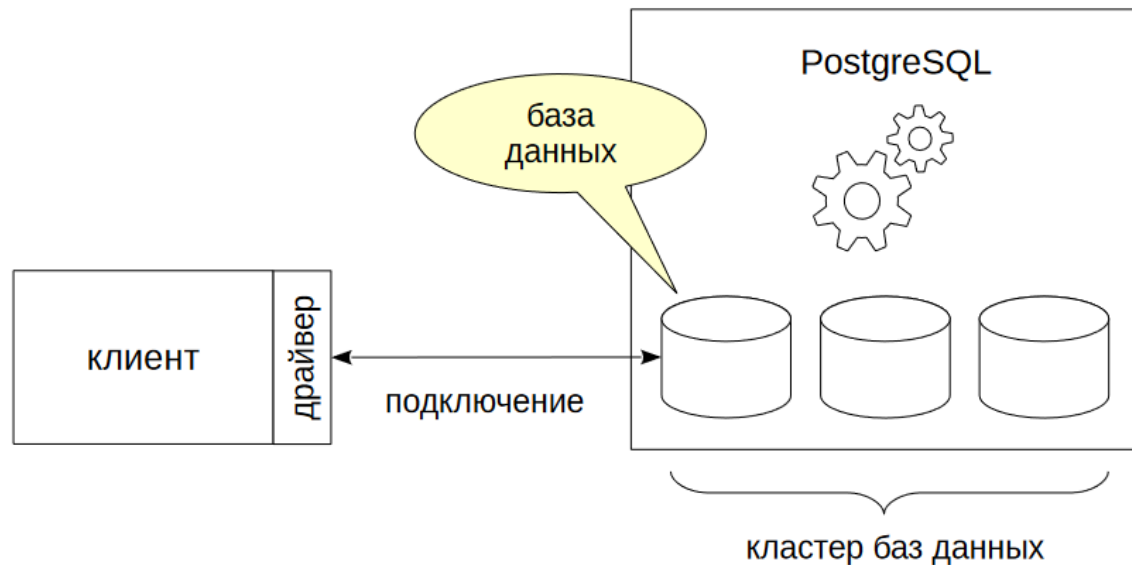 PostgreSQL
база
данных
клиент
драйвер
подключение
кластер баз данных